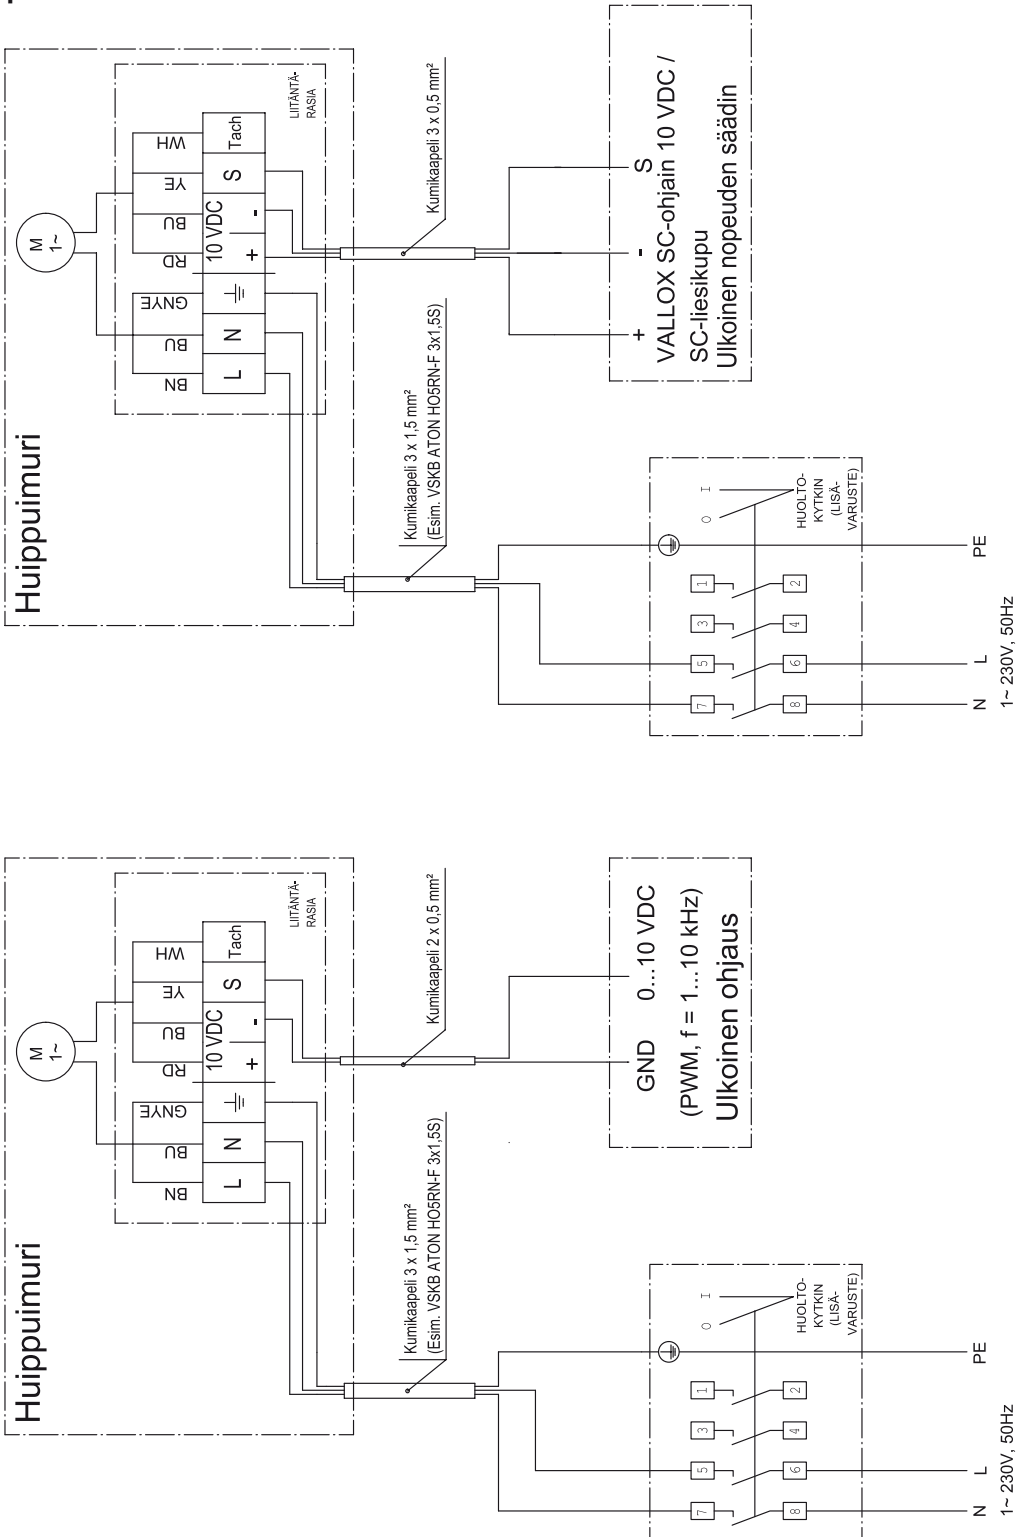 Huippuimuri
M
1~
LIITÄNTÄ-
RASIA
BN
BU
GNYE
RD
BU
YE
WH
L
N
10 VDC
+
-
S
Tach
Kumikaapeli 3 x 1,5 mm²
(Esim. VSKB ATON HO5RN-F 3x1,5S)
Kumikaapeli 2 x 0,5 mm²
GND 0...10 VDC
(PWM, f = 1...10 kHz)
Ulkoinen ohjaus
O I
HUOLTO-
KYTKIN
(LISÄ-
VARUSTE)
7
5
3
1
8
6
4
2
N
L
PE
1~ 230V, 50Hz
Huippuimuri
M
1~
LIITÄNTÄ-
RASIA
BN
BU
GNYE
RD
BU
YE
WH
L
N
10 VDC
+
-
S
Tach
Kumikaapeli 3 x 1,5 mm²
(Esim. VSKB ATON HO5RN-F 3x1,5S)
Kumikaapeli 3 x 0,5 mm²
+ - S
VALLOX SC-ohjain 10 VDC /
SC-liesikupu
Ulkoinen nopeuden säädin
O I
HUOLTO-
KYTKIN
(LISÄ-
VARUSTE)
7
5
3
1
8
6
4
2
N
L
PE
1~ 230V, 50Hz